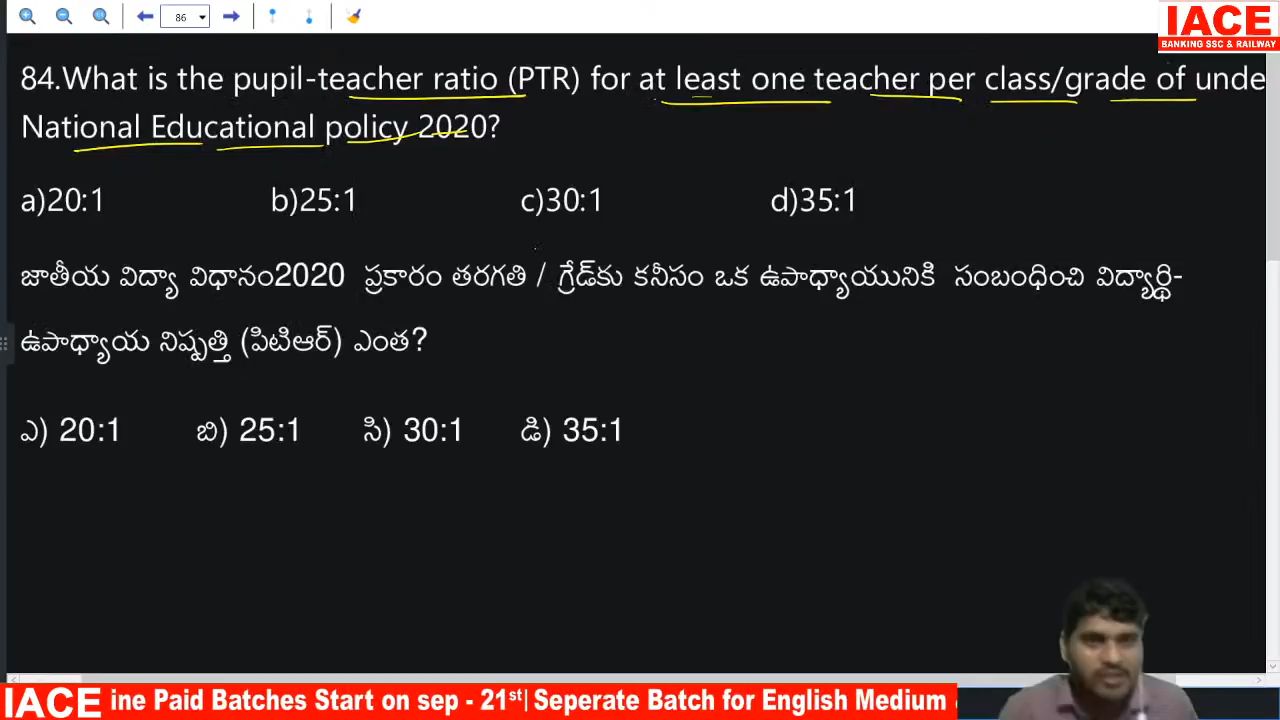 86
IACE
BANKING SSC & RAILWAY
84.What is the pupil-teacher ratio (PTR) for at least one teacher per class/grade of unde
National Educational policy 2020?
a)20:1 b)25:1 c)30:1 d)35:1
జాతీయ విద్యా విధానం2020 ప్రకారం తరగతి / గ్రేడ్‌కు కనీసం ఒక ఉపాధ్యాయునికి సంబంధించి విద్యార్థి-
ఉపాధ్యాయ నిష్పత్తి (పిటిఆర్) ఎంత?
ఎ) 20:1 బి) 25:1 సి) 30:1 డి) 35:1
IACE ine Paid Batches Start on sep - 21st| Seperate Batch for English Medium